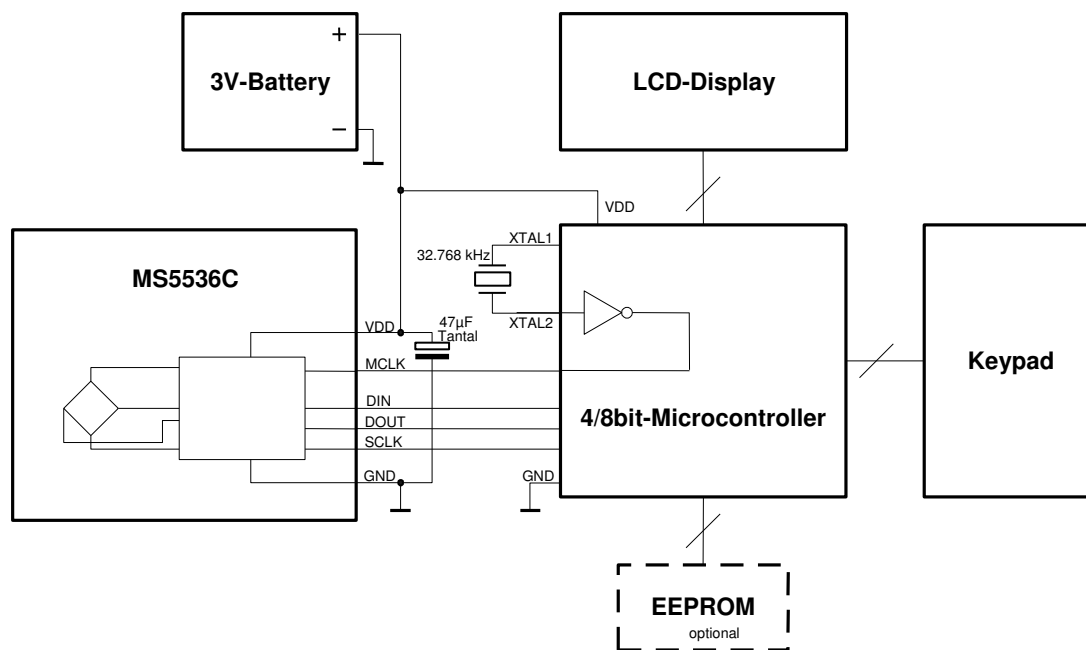 +
3V-Battery
−
LCD-Display
VDD
XTAL1
32.768 kHz
XTAL2
MS5536C
VDD
47µF
Tantal
MCLK
DIN
DOUT
SCLK
GND
4/8bit-Microcontroller
GND
Keypad
EEPROM
optional